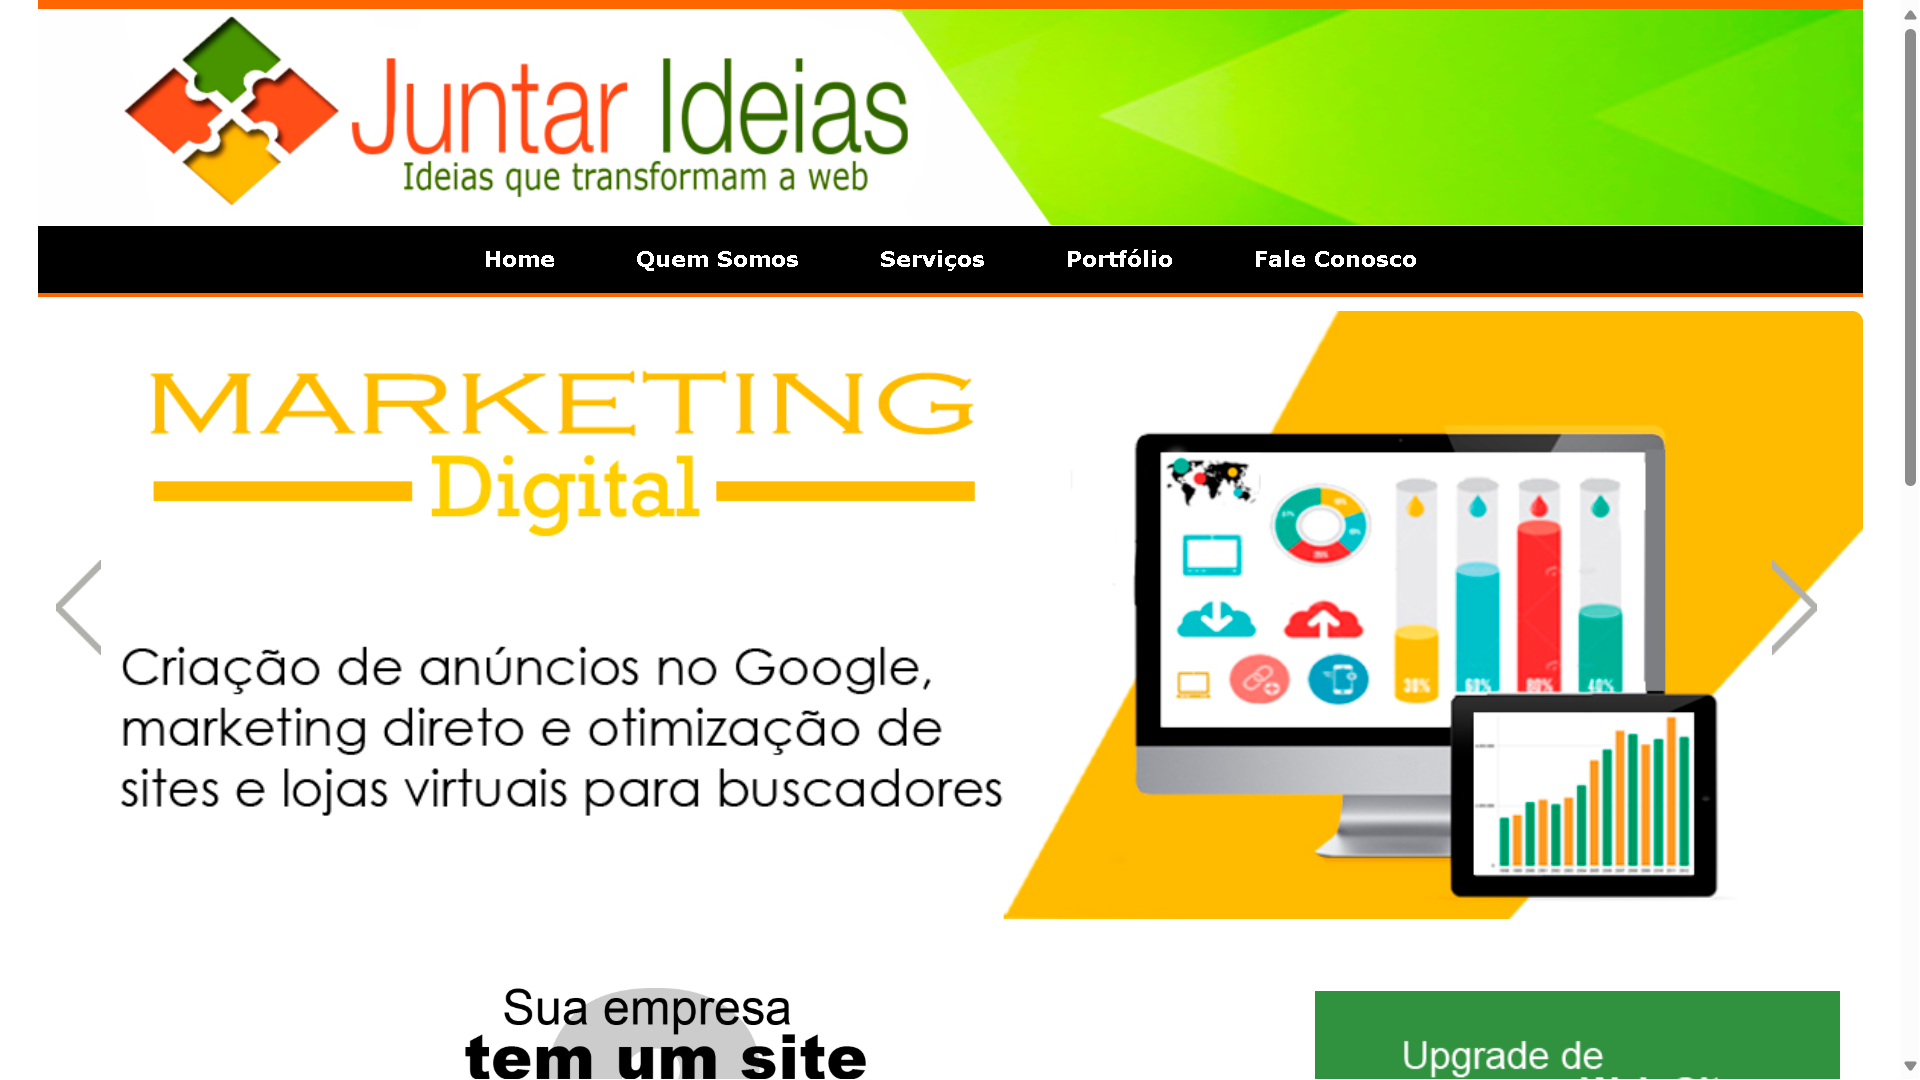 Juntar Ideias
Ideias que transformam a web
Home Quem Somos Serviços Portfólio Fale Conosco
MARKETING
Digital
Criação de anúncios no Google,
marketing direto e otimização de
sites e lojas virtuais para buscadores
30% 60% 80% 40%
Sua empresa
tem um site
Upgrade de